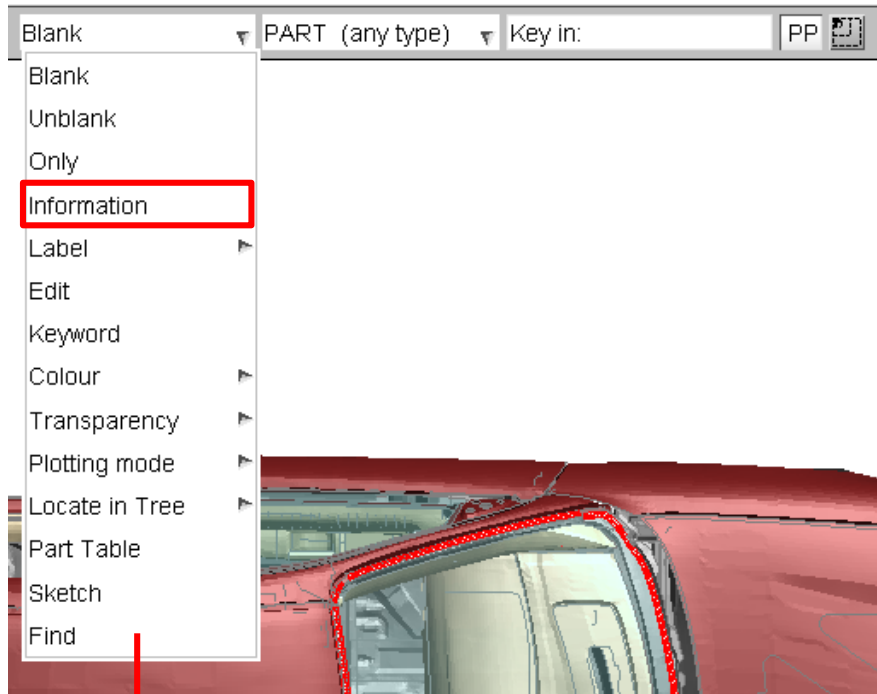 Blank PART (any type) Key in: PP
Blank
Unblank
Only
Information
Label
Edit
Keyword
Colour
Transparency
Plotting mode
Locate in Tree
Part Table
Sketch
Find